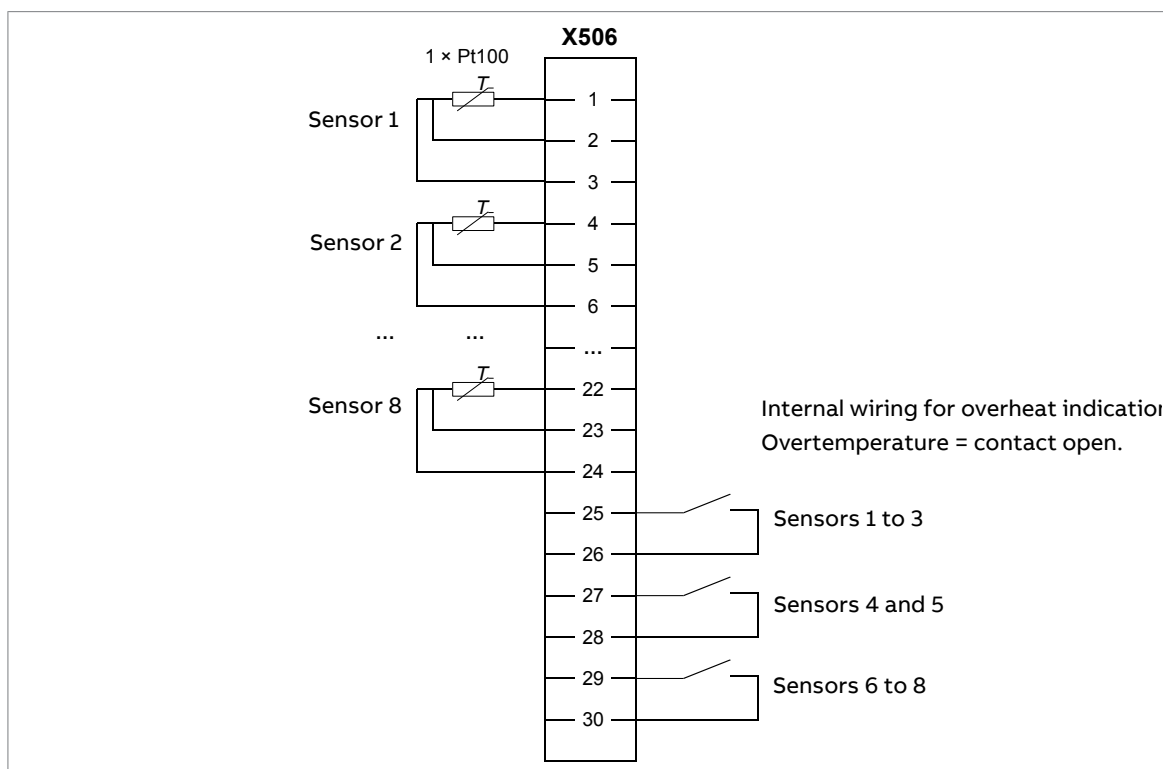 X506
1 × Pt100
T
1
Sensor 1
2
3
T
4
Sensor 2
5
6
... ... ...
T
22
Sensor 8
23
24
Internal wiring for overheat indication
Overtemperature = contact open.
25
Sensors 1 to 3
26
27
Sensors 4 and 5
28
29
Sensors 6 to 8
30